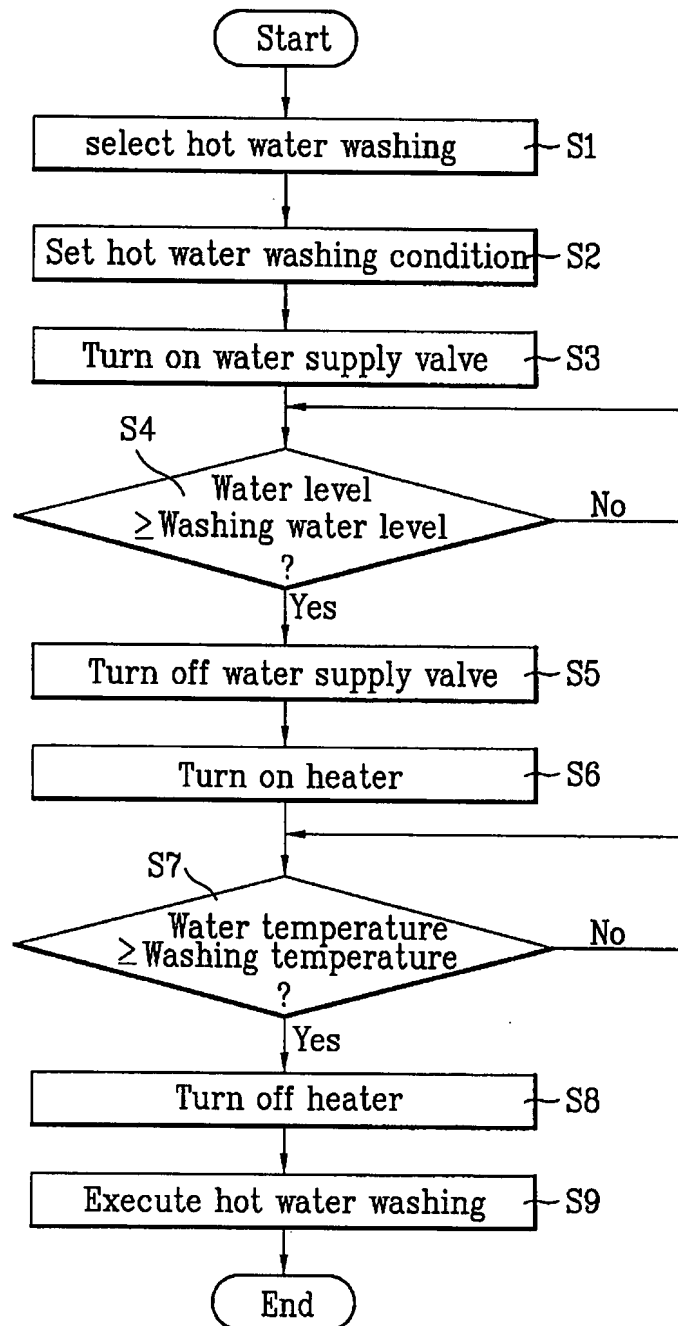 Start
select hot water washing
S1
Set hot water washing condition
S2
Turn on water supply valve
S3
S4
Water level
≥Washing water level
?
No
Yes
Turn off water supply valve
S5
Turn on heater
S6
S7
Water temperature
≥Washing temperature
?
No
Yes
Turn off heater
S8
Execute hot water washing
S9
End